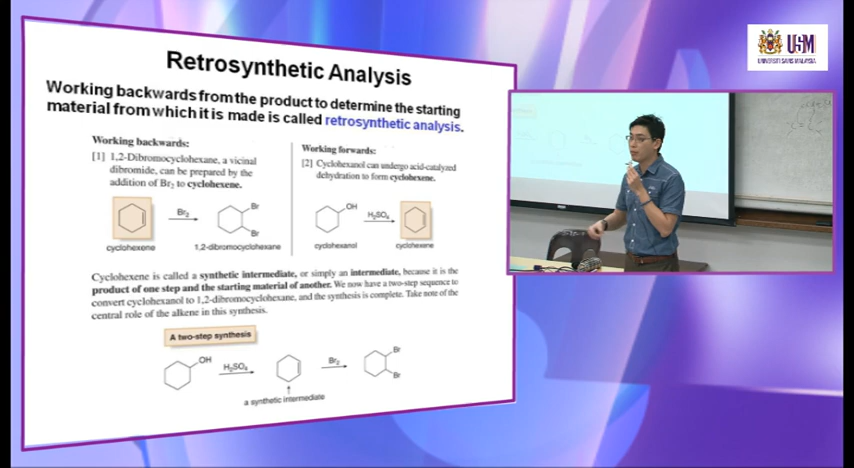 Retrosynthetic Analysis
Working backwards from the product to determine the starting
material from which it is made is called retrosynthetic analysis.
Working backwards:
[1] 1,2-Dibromocyclohexane, a vicinal
dibromide, can be prepared by the
addition of Br₂ to cyclohexene.
Br₂
Br
Br
cyclohexene
1,2-dibromocyclohexane
Working forwards:
[2] Cyclohexanol can undergo acid-catalyzed
dehydration to form cyclohexene.
OH
H₂SO₄
cyclohexanol
cyclohexene
Cyclohexene is called a synthetic intermediate, or simply an intermediate, because it is the
product of one step and the starting material of another. We now have a two-step sequence to
convert cyclohexanol to 1,2-dibromocyclohexane, and the synthesis is complete. Take note of the
central role of the alkene in this synthesis.
A two-step synthesis
OH
H₂SO₄
Br₂
Br
Br
a synthetic intermediate
USM
UNIVERSITI SAINS MALAYSIA